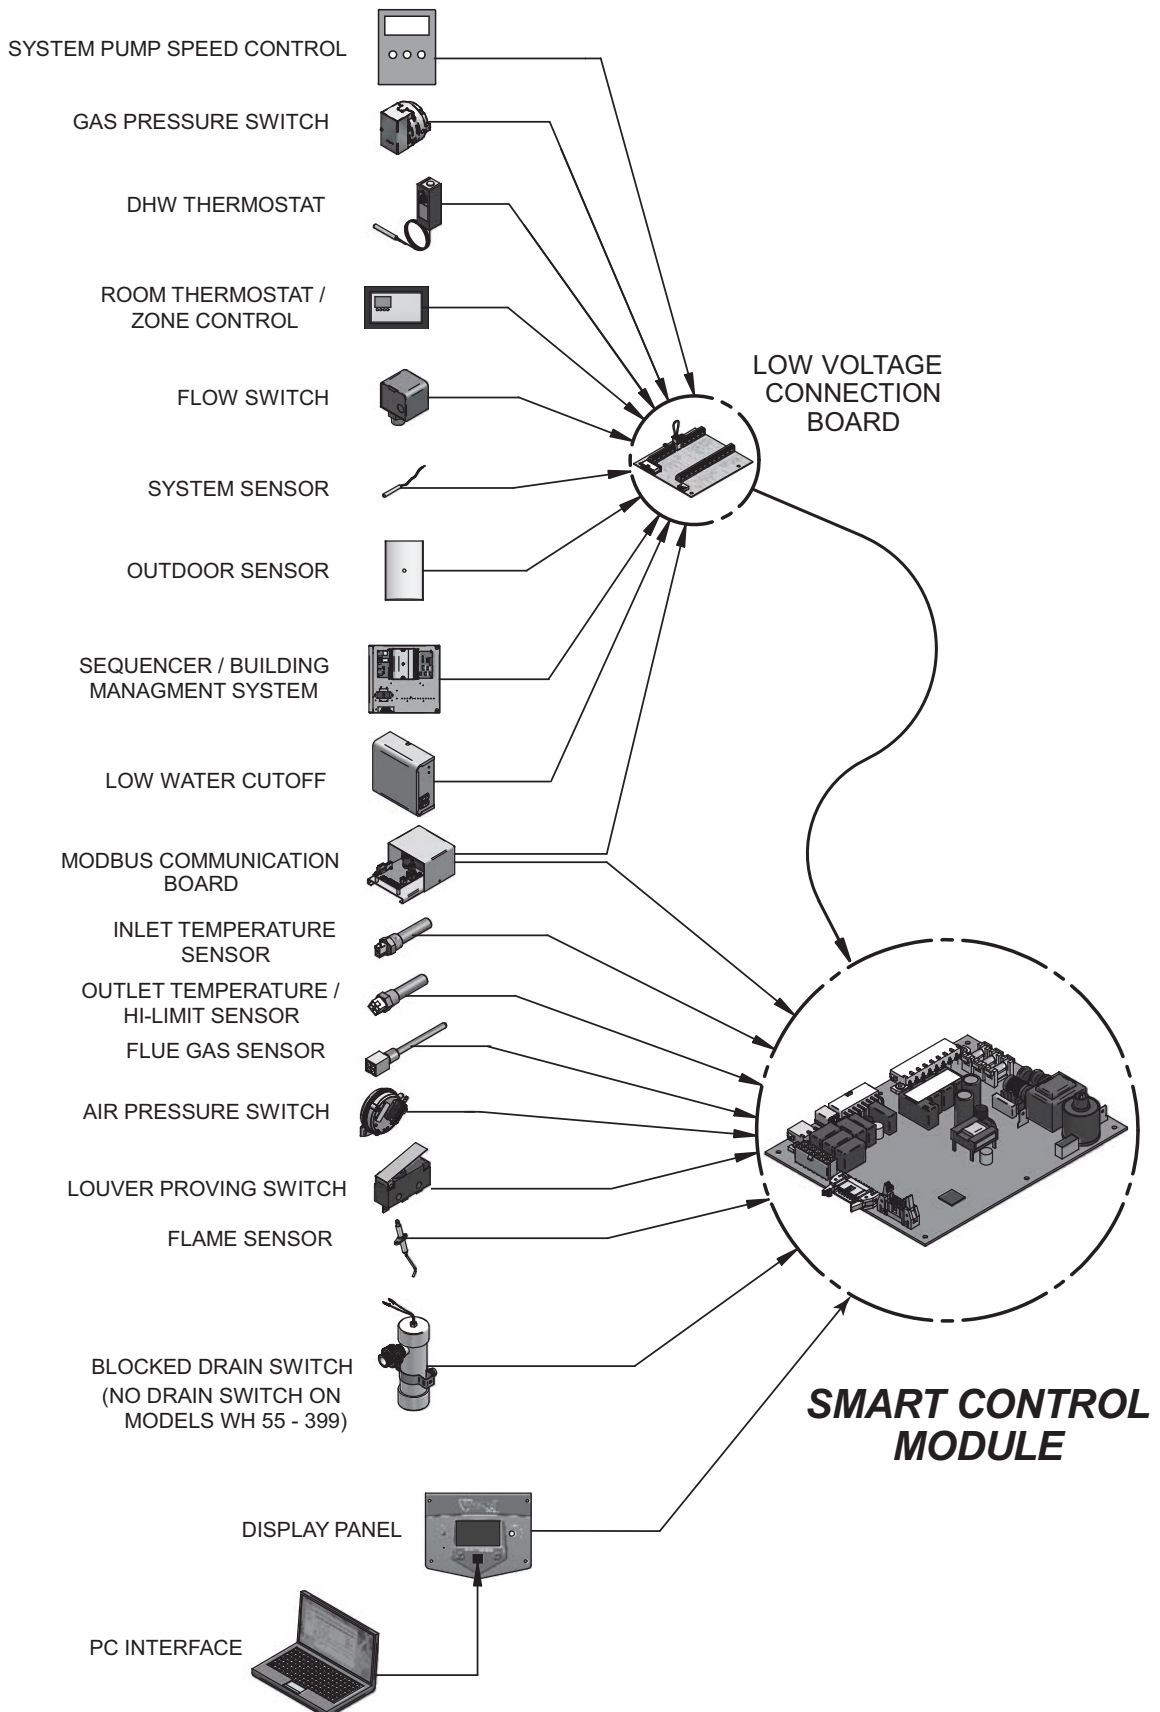 SYSTEM PUMP SPEED CONTROL
GAS PRESSURE SWITCH
DHW THERMOSTAT
ROOM THERMOSTAT /
ZONE CONTROL
FLOW SWITCH
LOW VOLTAGE
CONNECTION
BOARD
SYSTEM SENSOR
OUTDOOR SENSOR
SEQUENCER / BUILDING
MANAGMENT SYSTEM
LOW WATER CUTOFF
MODBUS COMMUNICATION
BOARD
INLET TEMPERATURE
SENSOR
OUTLET TEMPERATURE /
HI-LIMIT SENSOR
FLUE GAS SENSOR
AIR PRESSURE SWITCH
LOUVER PROVING SWITCH
FLAME SENSOR
BLOCKED DRAIN SWITCH
(NO DRAIN SWITCH ON
MODELS WH 55 - 399)
SMART CONTROL
MODULE
DISPLAY PANEL
PC INTERFACE